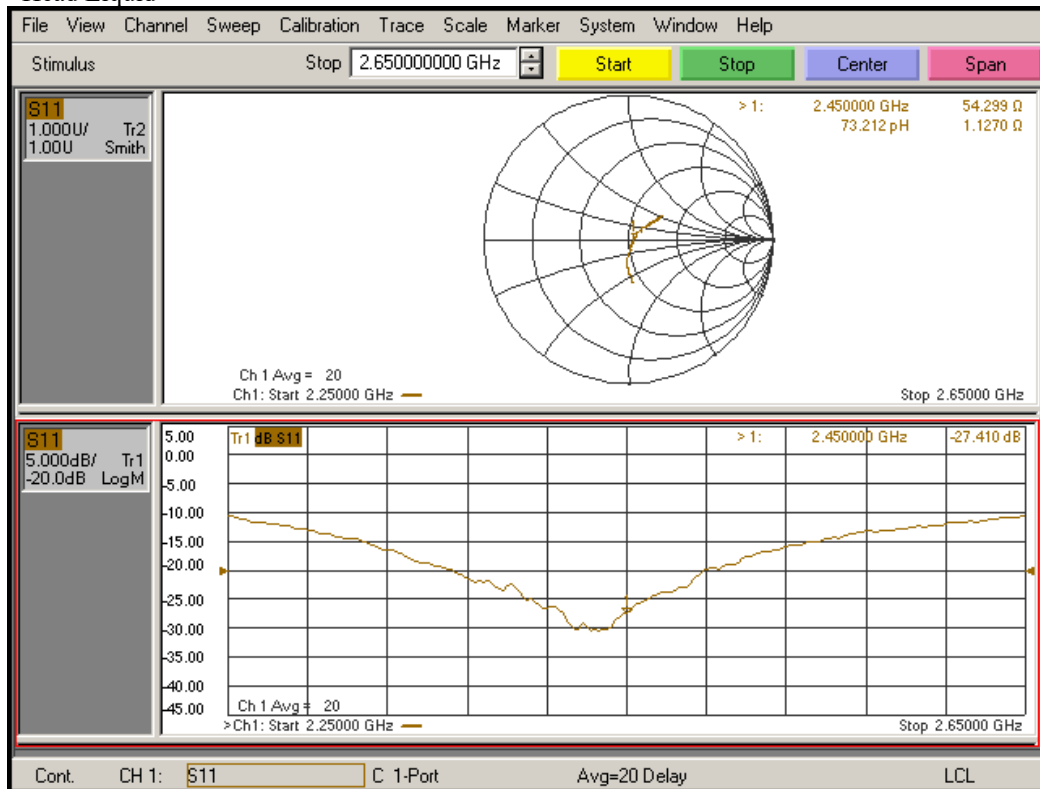 File View Channel Sweep Calibration Trace Scale Marker System Window Help
Stimulus Stop 2.650000000 GHz Start Stop Center Span
S11
1.000U/ Tr2
1.00U Smith
> 1: 2.450000 GHz 54.299 Ω
73.212 pH 1.1270 Ω
Ch 1 Avg = 20
Ch1: Start 2.25000 GHz
Stop 2.65000 GHz
S11
5.000dB/ Tr1
-20.0dB LogM
5.00
0.00
-5.00
-10.00
-15.00
-20.00
-25.00
-30.00
-35.00
-40.00
-45.00
Tr1 dB S11
> 1: 2.450000 GHz -27.410 dB
Ch 1 Avg = 20
>Ch1: Start 2.25000 GHz
Stop 2.65000 GHz
Cont. CH 1: S11 C 1-Port Avg=20 Delay LCL